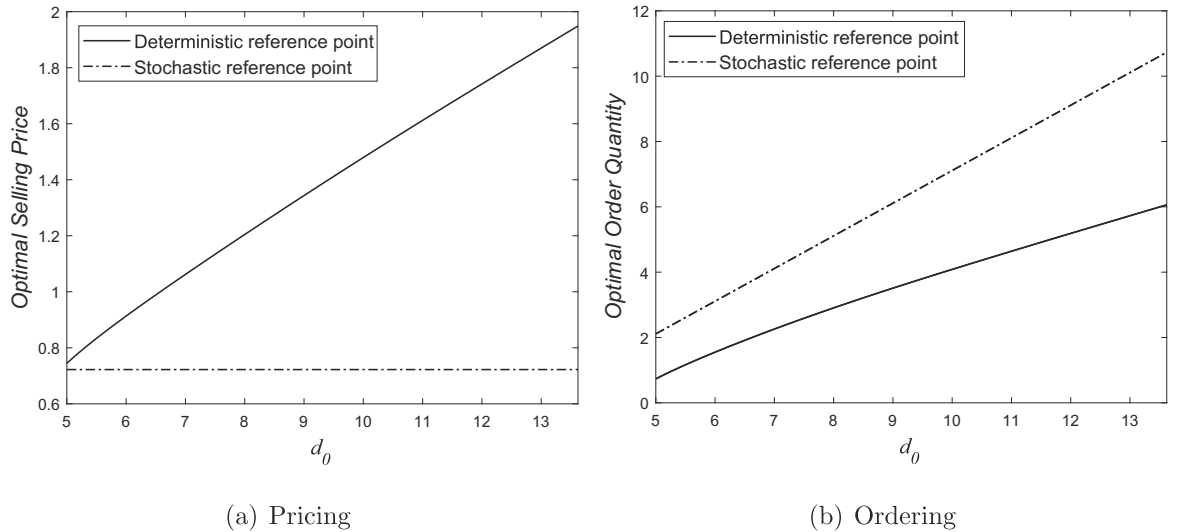 2
1.8
1.6
1.4
1.2
1
0.8
0.6
Optimal Selling Price
Deterministic reference point
Stochastic reference point
5 6 7 8 9 10 11 12 13
d0
(a) Pricing
12
10
8
6
4
2
0
Optimal Order Quantity
Deterministic reference point
Stochastic reference point
5 6 7 8 9 10 11 12 13
d0
(b) Ordering